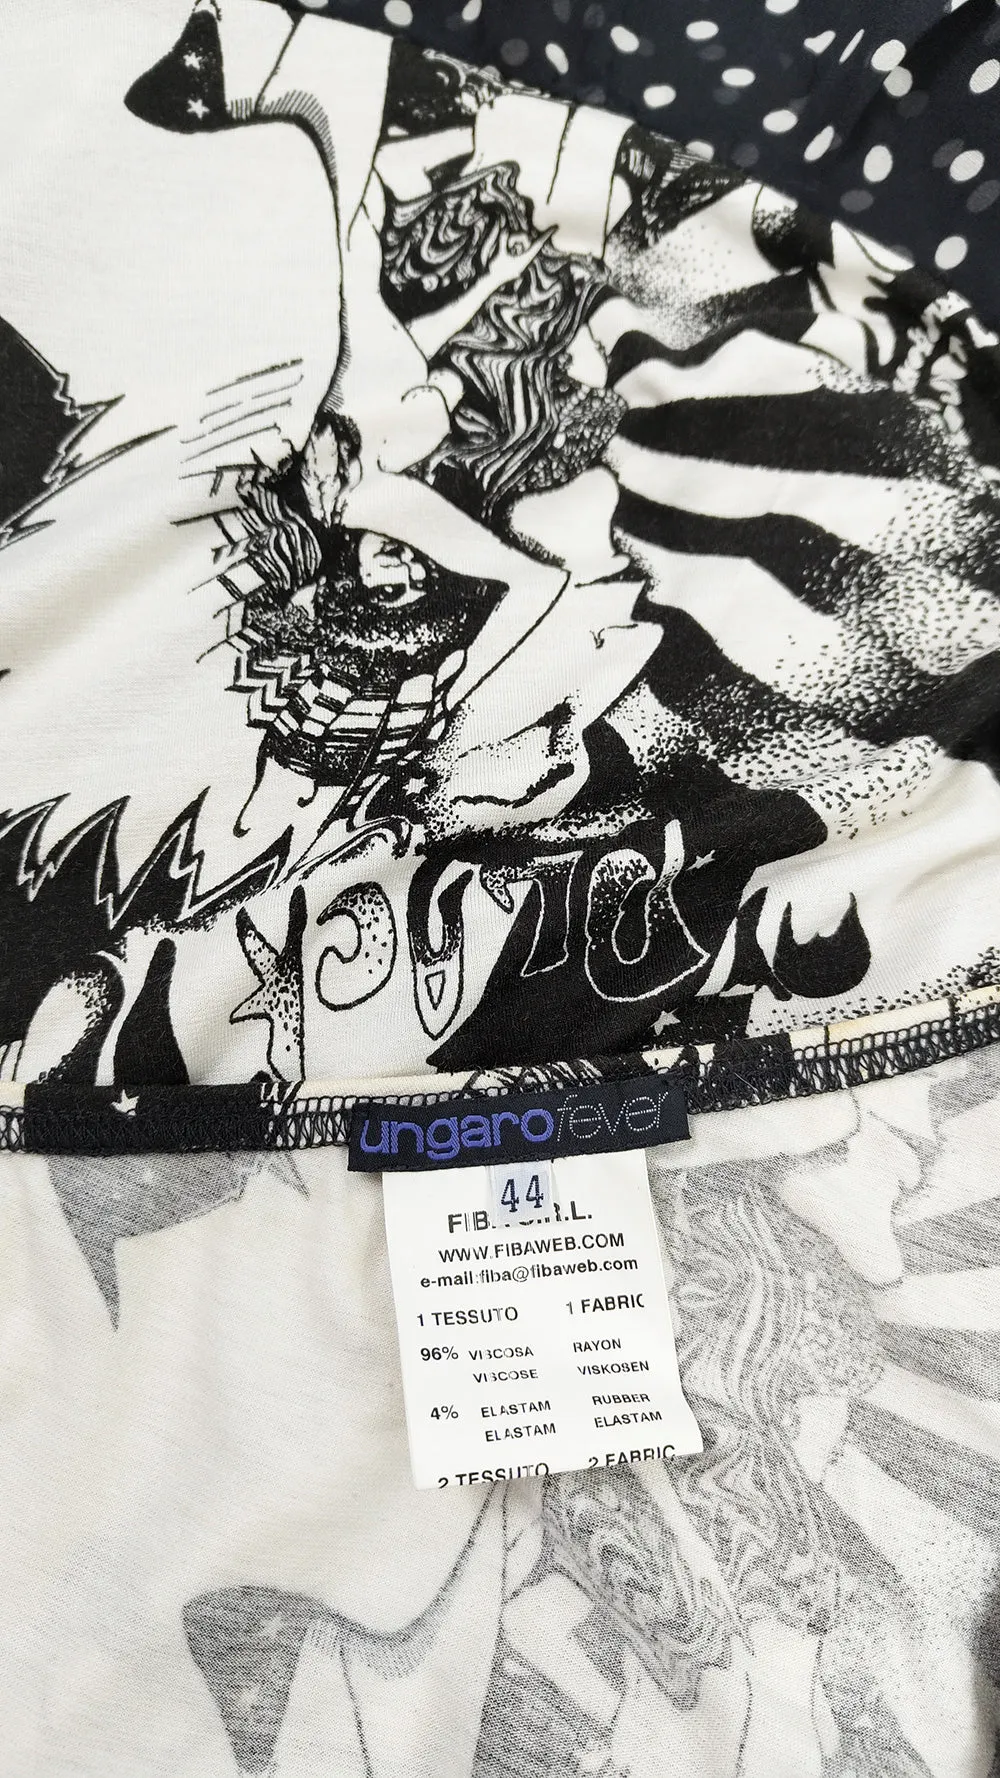 ungarofever
44
S.R.L.
WWW.FIBAWEB.COM
e-mail:fiba@fibaweb.com
1 TESSUTO 1 FABRIC
96% VISCOSA RAYON
VISCOSE VISKOSEN
4% ELASTAM RUBBER
ELASTAM ELASTAM
2 TESSUTO 2 FABRIC